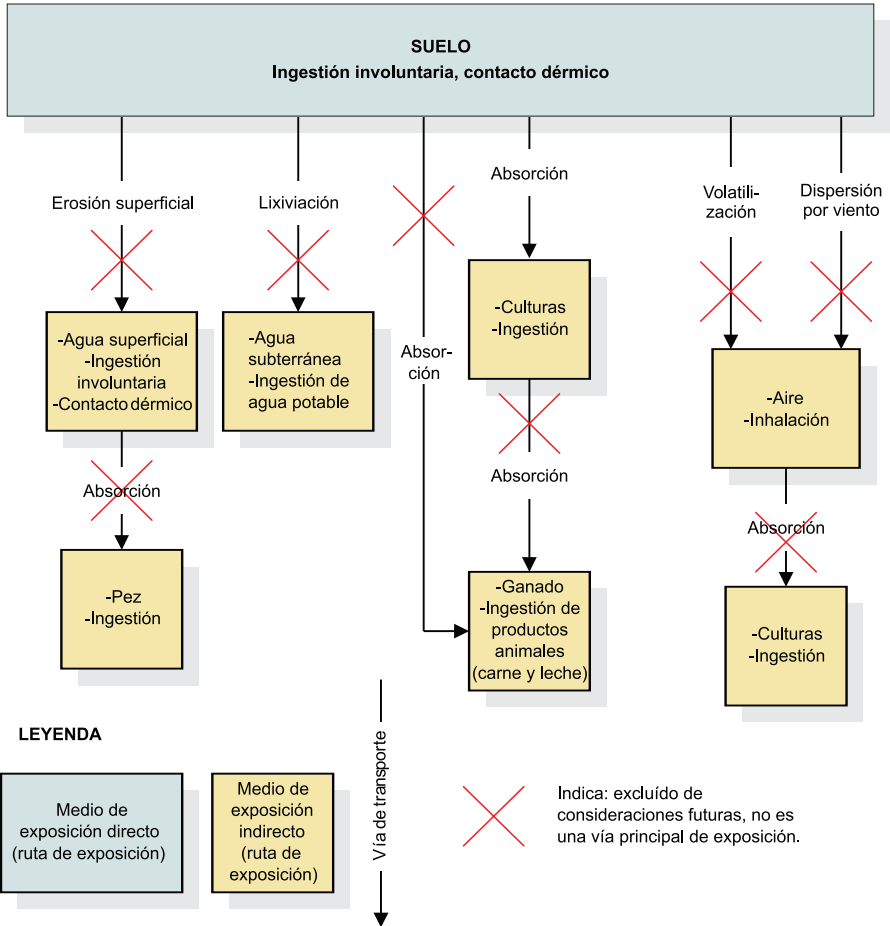 SUELO
Ingestión involuntaria, contacto dérmico
Erosión superficial
Lixiviación
Absorción
Volatili-
zación
Dispersión
por viento
-Agua superficial
-Ingestión
involuntaria
-Contacto dérmico
-Agua
subterránea
-Ingestión de
agua potable
Absor-
ción
-Culturas
-Ingestión
-Aire
-Inhalación
Absorción
Absorción
Absorción
-Pez
-Ingestión
-Ganado
-Ingestión de
productos
animales
(carne y leche)
-Culturas
-Ingestión
LEYENDA
Medio de
exposición directo
(ruta de exposición)
Medio de
exposición
indirecto
(ruta de
exposición)
Vía de transporte
Indica: excluído de
consideraciones futuras, no es
una vía principal de exposición.